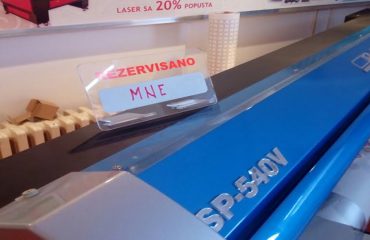 LASER SA 20% POPUSTA
REZERVISANO
MNE
SP-540V